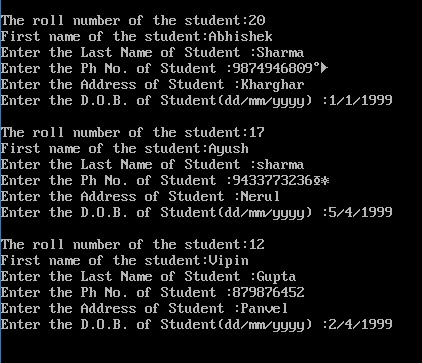 The roll number of the student:20
First name of the student:Abhishek
Enter the Last Name of Student :Sharma
Enter the Ph No. of Student :9874946809°▶
Enter the Address of Student :Kharghar
Enter the D.O.B. of Student(dd/mm/yyyy) :1/1/1999
The roll number of the student:17
First name of the student:Ayush
Enter the Last Name of Student :sharma
Enter the Ph No. of Student :9433773236
Enter the Address of Student :Nerul
Enter the D.O.B. of Student(dd/mm/yyyy) :5/4/1999
The roll number of the student:12
First name of the student:Vipin
Enter the Last Name of Student :Gupta
Enter the Ph No. of Student :879876452
Enter the Address of Student :Panvel
Enter the D.O.B. of Student(dd/mm/yyyy) :2/4/1999